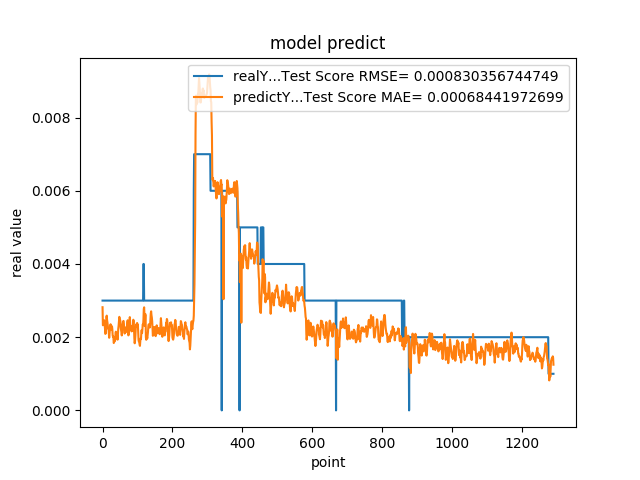 model predict
realY...Test Score RMSE= 0.000830356744749
predictY...Test Score MAE= 0.00068441972699
real value
0.008
0.006
0.004
0.002
0.000
0 200 400 600 800 1000 1200
point